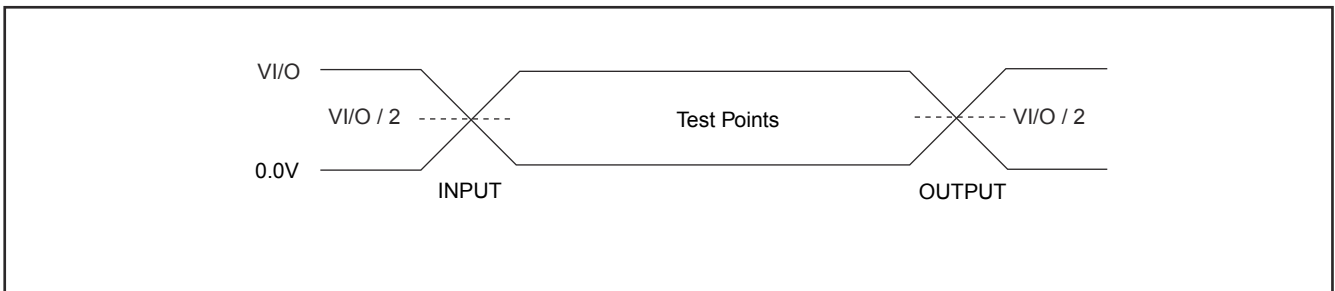 VI/O
VI/O / 2
Test Points
VI/O / 2
0.0V
INPUT
OUTPUT